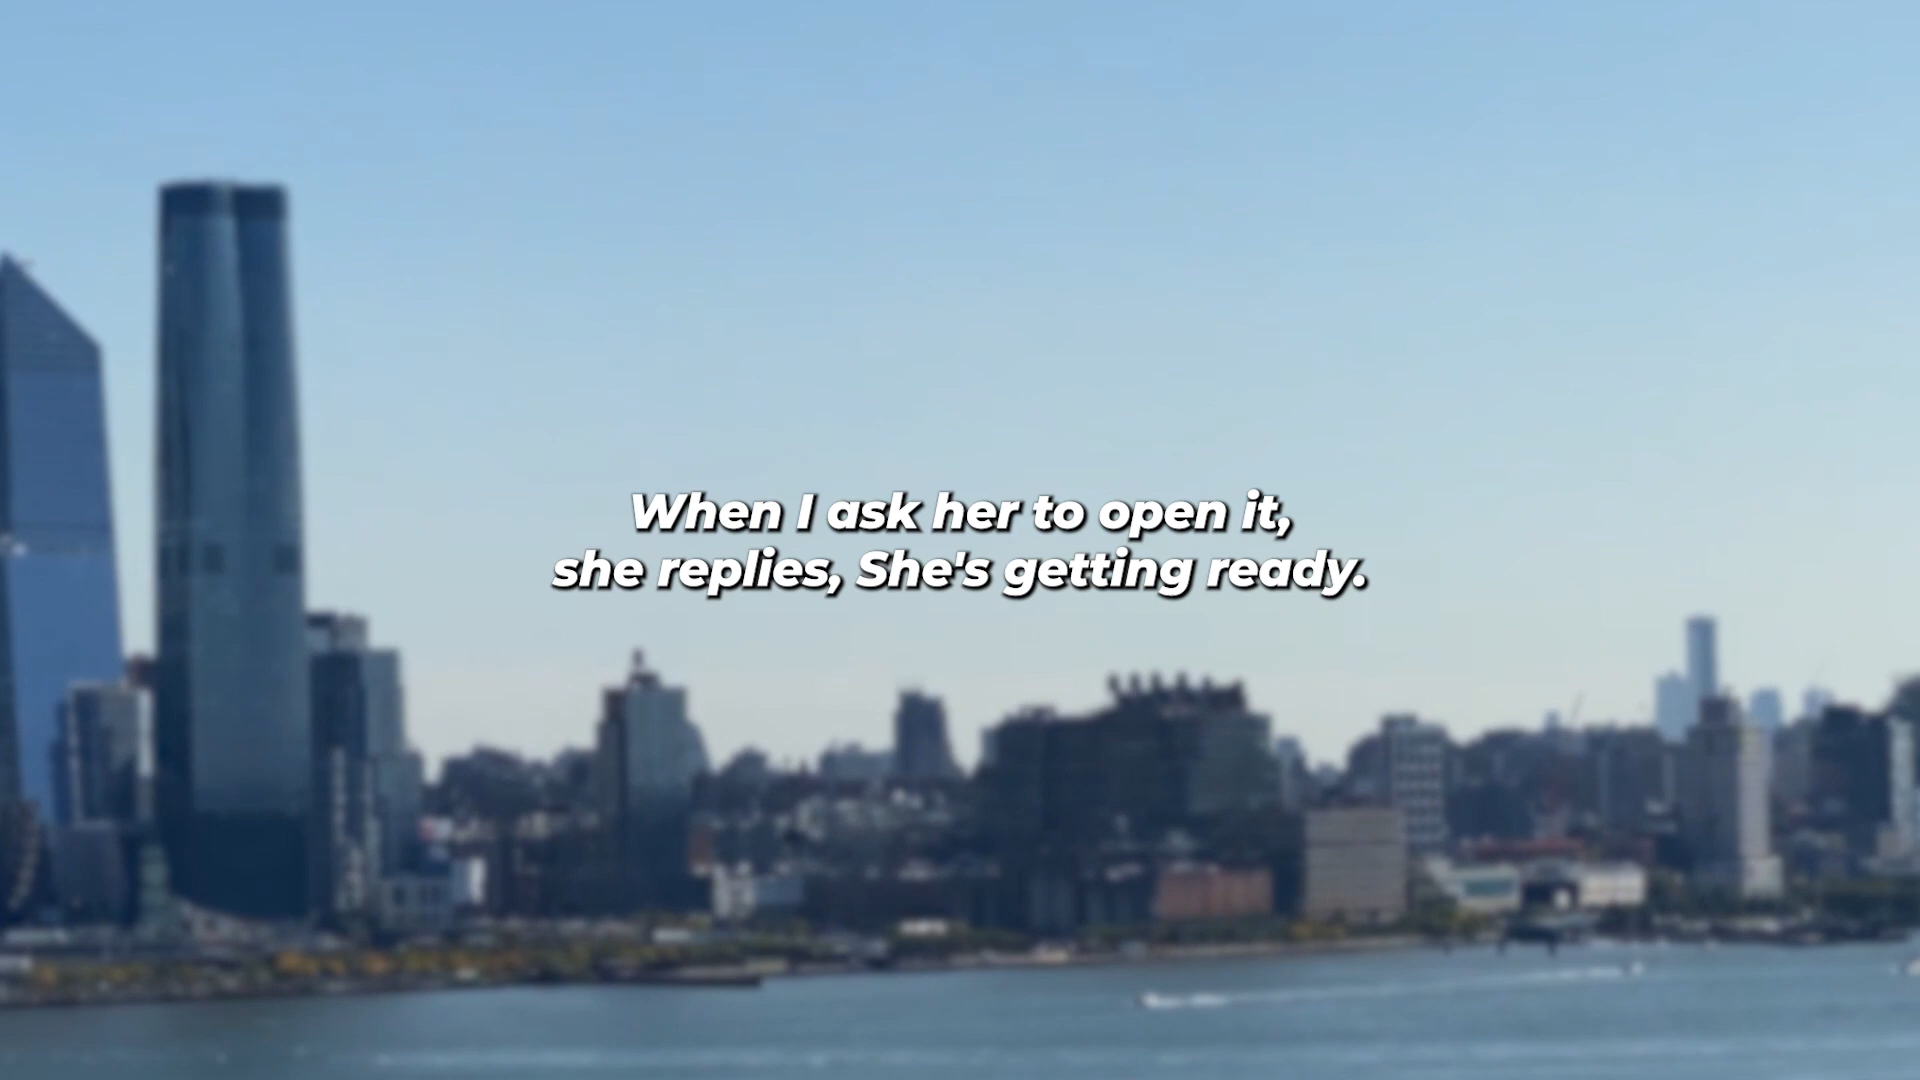 When I ask her to open it,
she replies, She's getting ready.